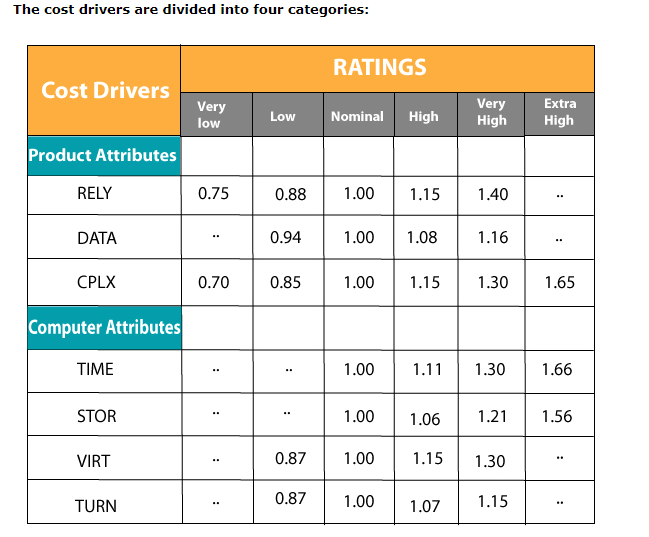 The cost drivers are divided into four categories:
Cost Drivers
RATINGS
Very low
Low
Nominal
High
Very High
Extra High
Product Attributes
RELY 0.75 0.88 1.00 1.15 1.40 ..
DATA .. 0.94 1.00 1.08 1.16 ..
CPLX 0.70 0.85 1.00 1.15 1.30 1.65
Computer Attributes
TIME .. .. 1.00 1.11 1.30 1.66
STOR .. .. 1.00 1.06 1.21 1.56
VIRT .. 0.87 1.00 1.15 1.30 ..
TURN .. 0.87 1.00 1.07 1.15 ..